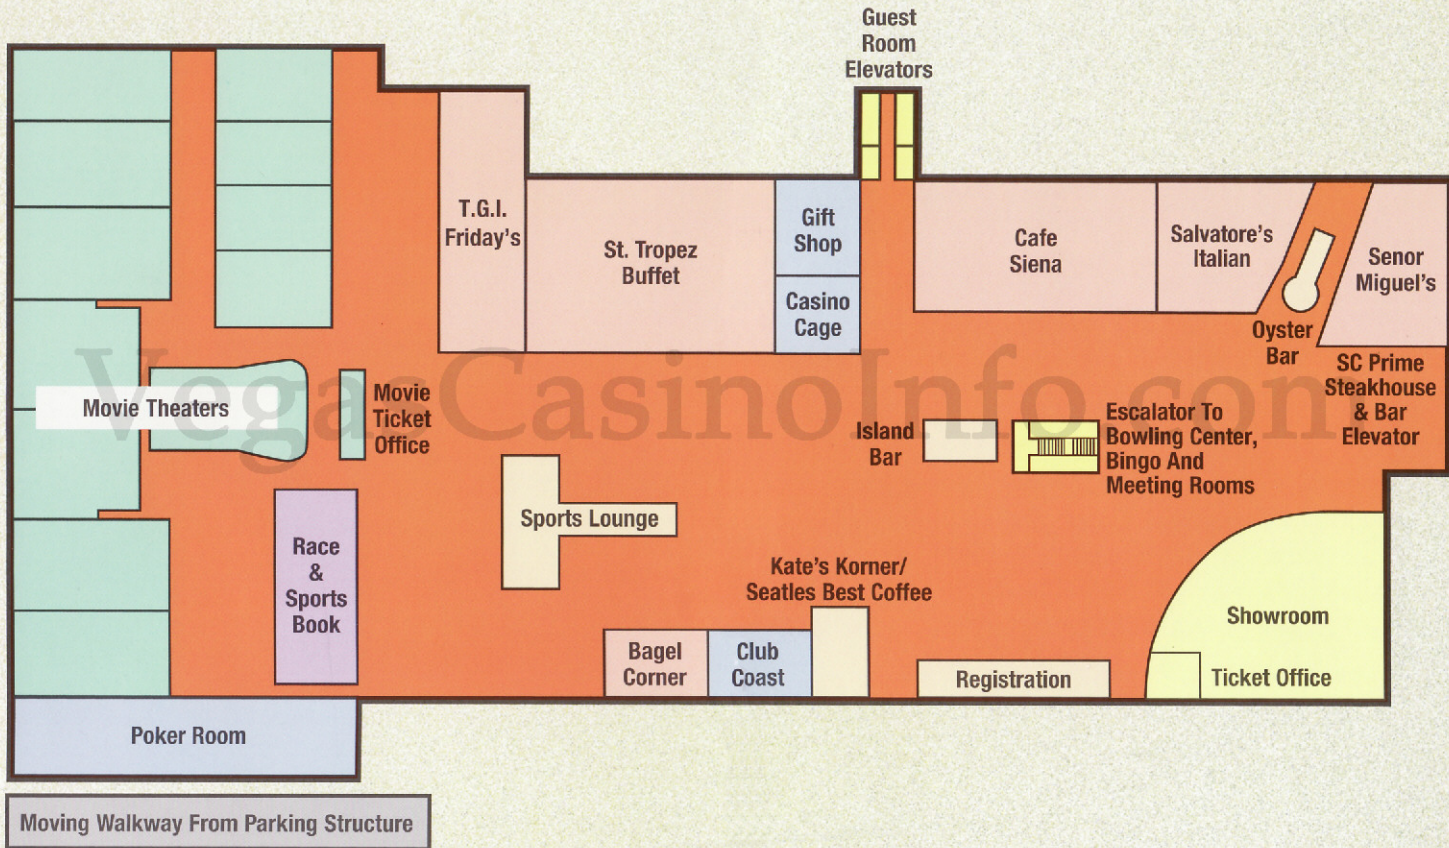 Guest
Room
Elevators
T.G.I.
Friday's
St. Tropez
Buffet
Gift
Shop
Casino
Cage
Cafe
Siena
Salvatore's
Italian
Senor
Miguel's
Oyster
Bar
SC Prime
Steakhouse
& Bar
Elevator
VegasCasinoInfo.com
Movie Theaters
Movie
Ticket
Office
Island
Bar
Escalator To
Bowling Center,
Bingo And
Meeting Rooms
Sports Lounge
Race
&
Sports
Book
Kate's Korner/
Seatles Best Coffee
Bagel
Corner
Club
Coast
Registration
Showroom
Ticket Office
Poker Room
Moving Walkway From Parking Structure